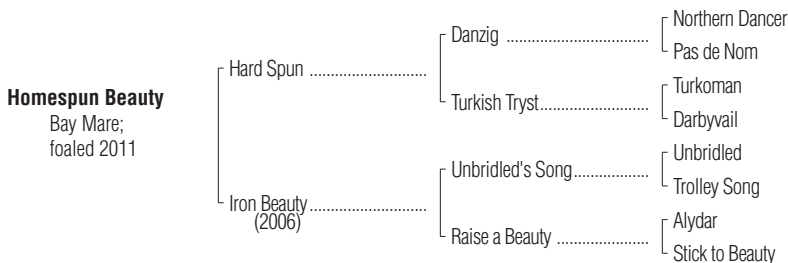 Homespun Beauty
Bay Mare;
foaled 2011
Hard Spun ............................
Iron Beauty ............................
(2006)
Danzig ..................................
Turkish Tryst..........................
Unbridled's Song..................
Raise a Beauty ......................
Northern Dancer
Pas de Nom
Turkoman
Darbyvail
Unbridled
Trolley Song
Alydar
Stick to Beauty